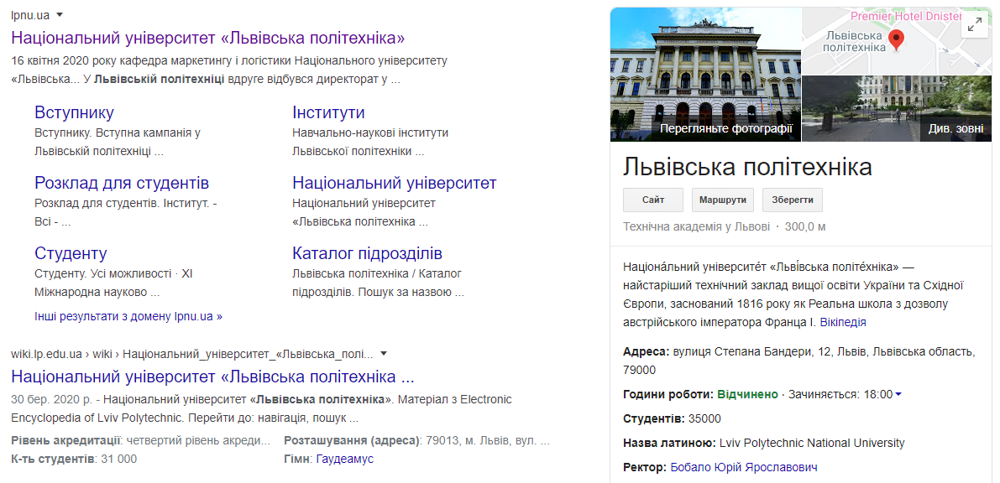 lpnu.ua
Національний університет «Львівська політехніка»
16 квітня 2020 року кафедра маркетингу і логістики Національного університету
«Львівська... У Львівській політехніці вдруге відбувся директорат у ...
Вступнику
Вступнику. Вступна кампанія у
Львівській політехніці ...
Інститути
Навчально-наукові інститути
Львівської політехніки ...
Розклад для студентів
Розклад для студентів. Інститут. -
Всі - ...
Національний університет
Національний університет
«Львівська політехніка ...
Студенту
Студенту. Усі можливості · XI
Міжнародна науково ...
Каталог підрозділів
Львівська політехніка / Каталог
підрозділів. Пошук за назвою ...
Інші результати з домену lpnu.ua »
wiki.lp.edu.ua › wiki › Національний_університет_«Львівська_полі...
Національний університет «Львівська політехніка ...
30 бер. 2020 р. - Національний університет «Львівська політехніка». Матеріал з Electronic
Encyclopedia of Lviv Polytechnic. Перейти до: навігація, пошук ...
Рівень акредитації: четвертий рівень акреди...
Розташування (адреса): 79013, м. Львів, вул. ...
К-ть студентів: 31 000
Гімн: Гаудеамус
Premier Hotel Dnister
Львівська
політехніка
Перегляньте фотографії
Див. зовні
Львівська політехніка
Сайт
Маршрути
Зберегти
Технічна академія у Львові · 300,0 м
Націона́льний університе́т «Льві́вська політе́хніка» —
найстаріший технічний заклад вищої освіти України та Східної
Європи, заснований 1816 року як Реальна школа з дозволу
австрійського імператора Франца І. Вікіпедія
Адреса: вулиця Степана Бандери, 12, Львів, Львівська область,
79000
Години роботи: Відчинено · Зачиняється: 18:00
Студентів: 35000
Назва латиною: Lviv Polytechnic National University
Ректор: Бобало Юрій Ярославович